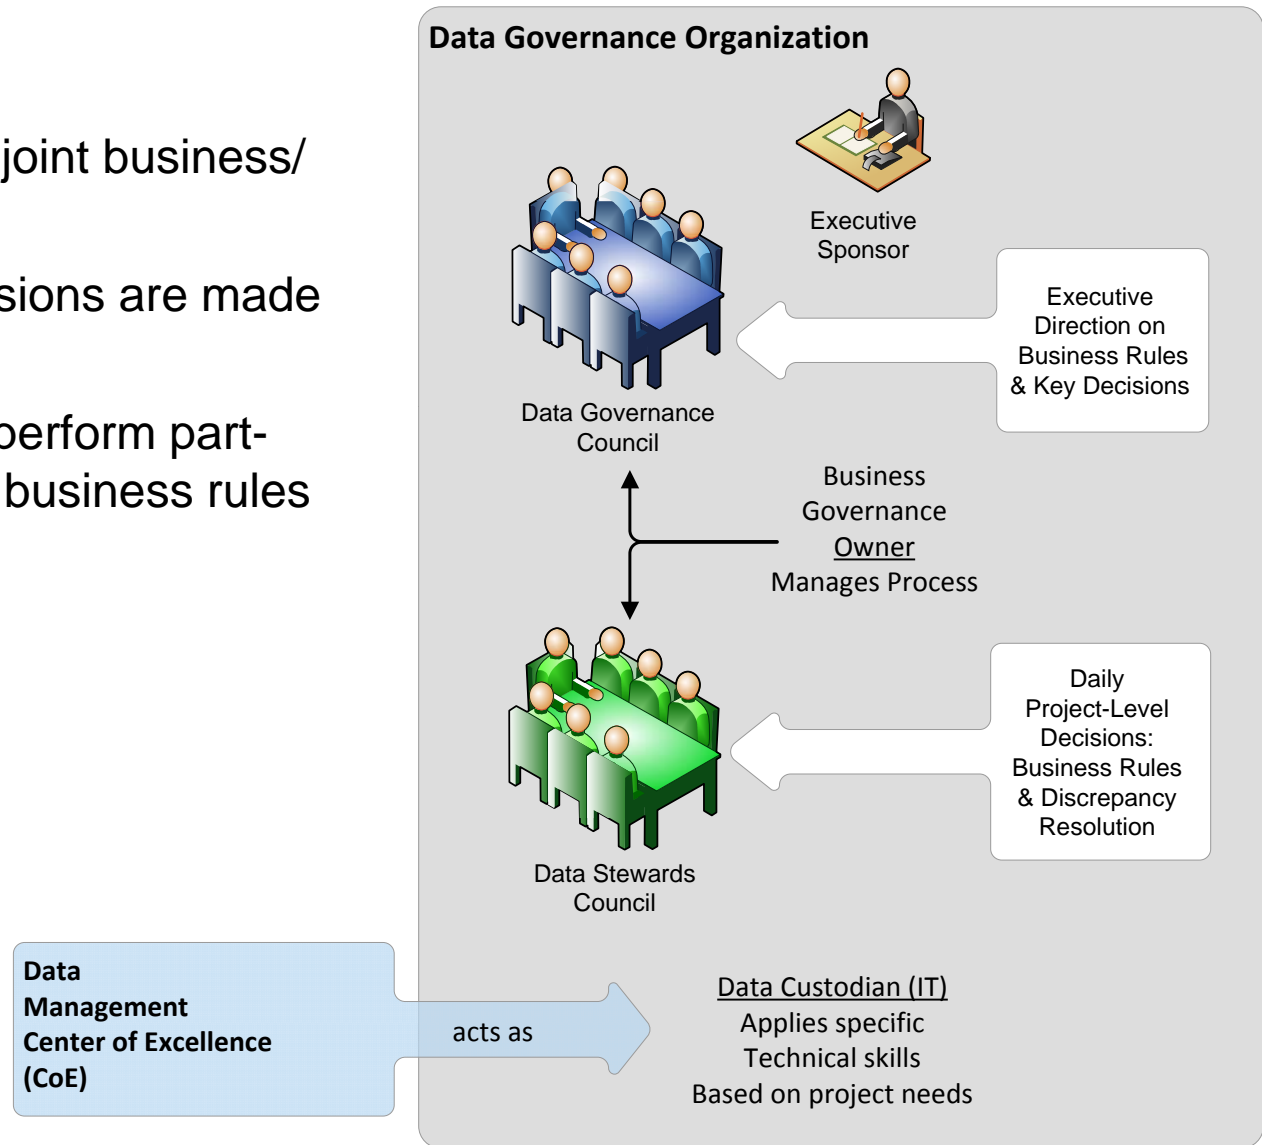 joint business/
sions are made
perform part-
business rules
Data Governance Organization
Executive
Sponsor
Executive
Direction on
Business Rules
& Key Decisions
Data Governance
Council
Business
Governance
Owner
Manages Process
Daily
Project-Level
Decisions:
Business Rules
& Discrepancy
Resolution
Data Stewards
Council
Data
Management
Center of Excellence
(CoE)
acts as
Data Custodian (IT)
Applies specific
Technical skills
Based on project needs